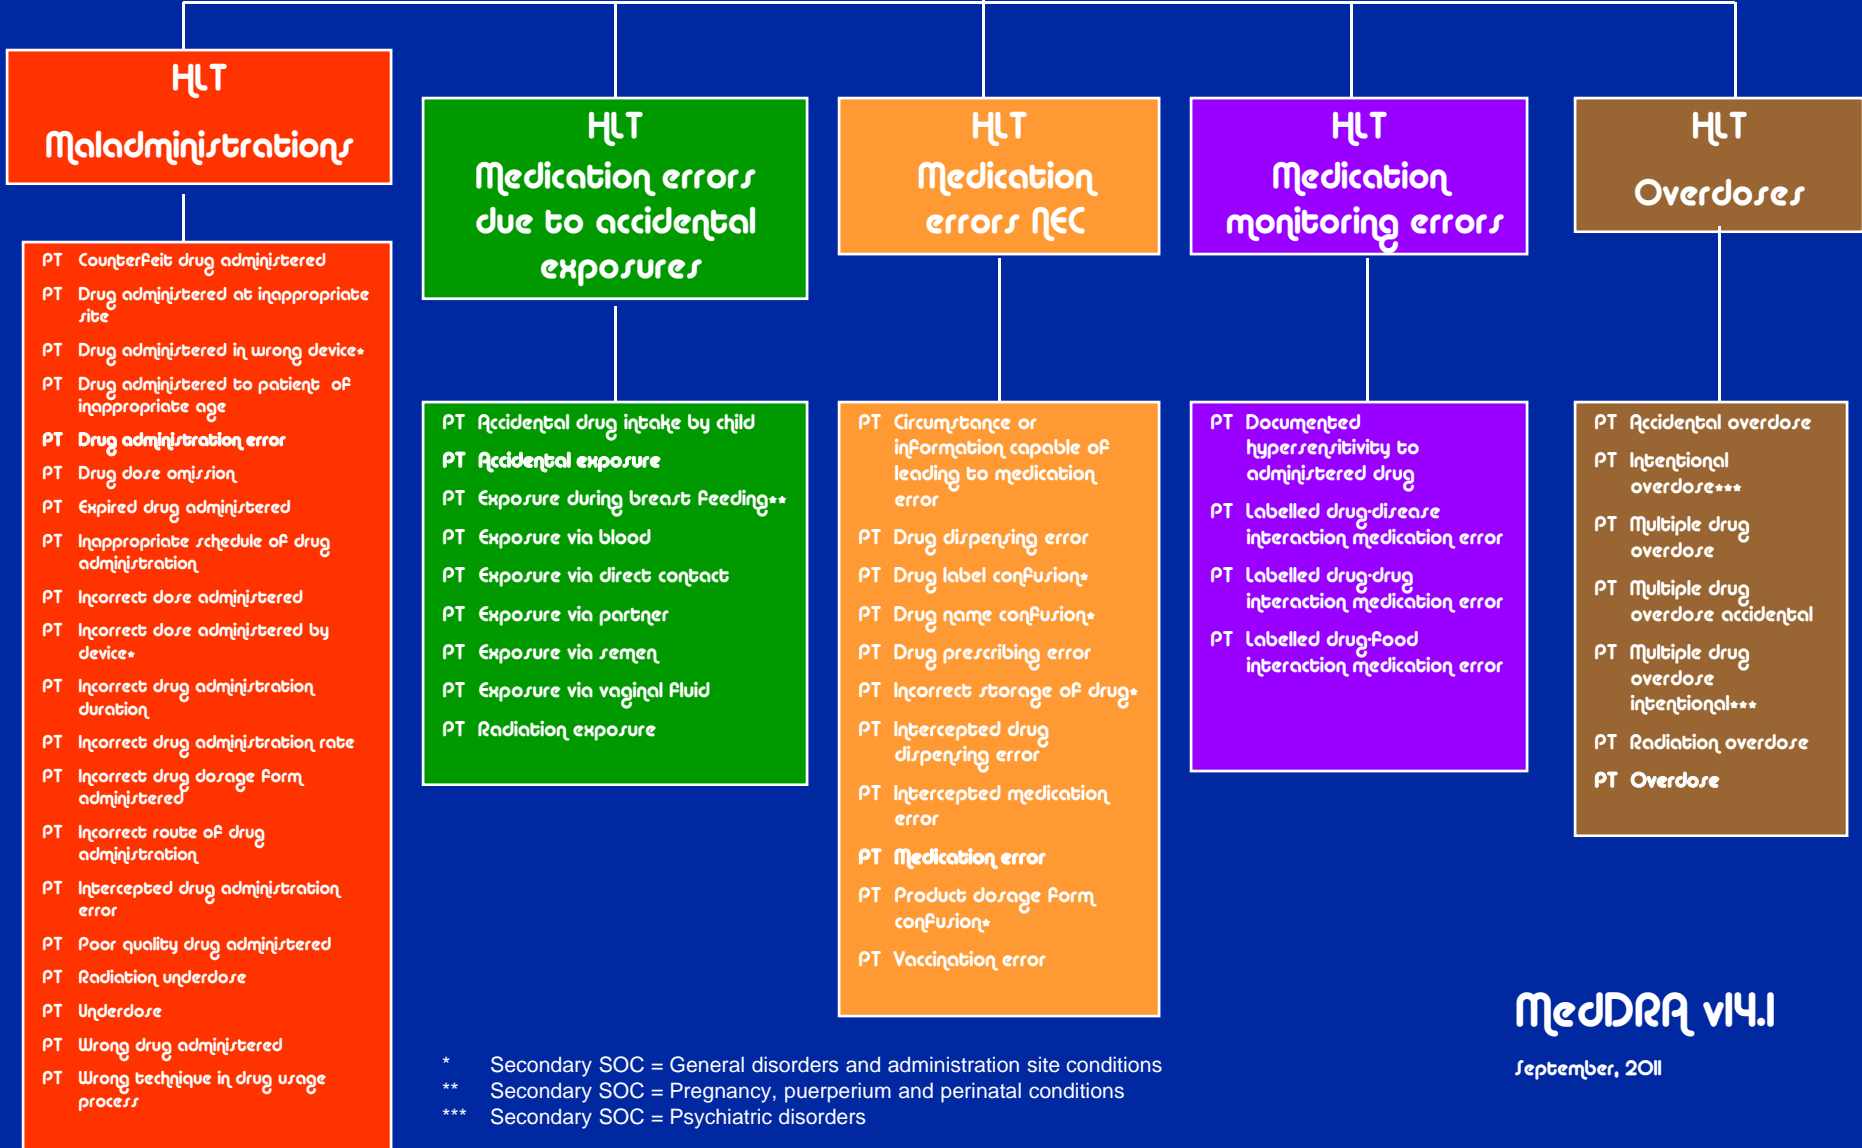 HLT
Maladministrations
PT Counterfeit drug administered
PT Drug administered at inappropriate
site
PT Drug administered in wrong device*
PT Drug administered to patient of
inappropriate age
PT Drug administration error
PT Drug dose omission
PT Expired drug administered
PT Inappropriate schedule of drug
administration
PT Incorrect dose administered
PT Incorrect dose administered by
device*
PT Incorrect drug administration
duration
PT Incorrect drug administration rate
PT Incorrect drug dosage form
administered
PT Incorrect route of drug
administration
PT Intercepted drug administration
error
PT Poor quality drug administered
PT Radiation underdose
PT Underdose
PT Wrong drug administered
PT Wrong technique in drug usage
process
HLT
Medication errors
due to accidental
exposures
PT Accidental drug intake by child
PT Accidental exposure
PT Exposure during breast feeding**
PT Exposure via blood
PT Exposure via direct contact
PT Exposure via partner
PT Exposure via semen
PT Exposure via vaginal fluid
PT Radiation exposure
HLT
Medication
errors NEC
PT Circumstance or
information capable of
leading to medication
error
PT Drug dispensing error
PT Drug label confusion*
PT Drug name confusion*
PT Drug prescribing error
PT Incorrect storage of drug*
PT Intercepted drug
dispensing error
PT Intercepted medication
error
PT Medication error
PT Product dosage form
confusion*
PT Vaccination error
HLT
Medication
monitoring errors
PT Documented
hypersensitivity to
administered drug
PT Labelled drug-disease
interaction medication error
PT Labelled drug-drug
interaction medication error
PT Labelled drug-food
interaction medication error
HLT
Overdoses
PT Accidental overdose
PT Intentional
overdose***
PT Multiple drug
overdose
PT Multiple drug
overdose accidental
PT Multiple drug
overdose
intentional***
PT Radiation overdose
PT Overdose
* Secondary SOC = General disorders and administration site conditions
** Secondary SOC = Pregnancy, puerperium and perinatal conditions
*** Secondary SOC = Psychiatric disorders
MedDRA v14.1
September, 2011